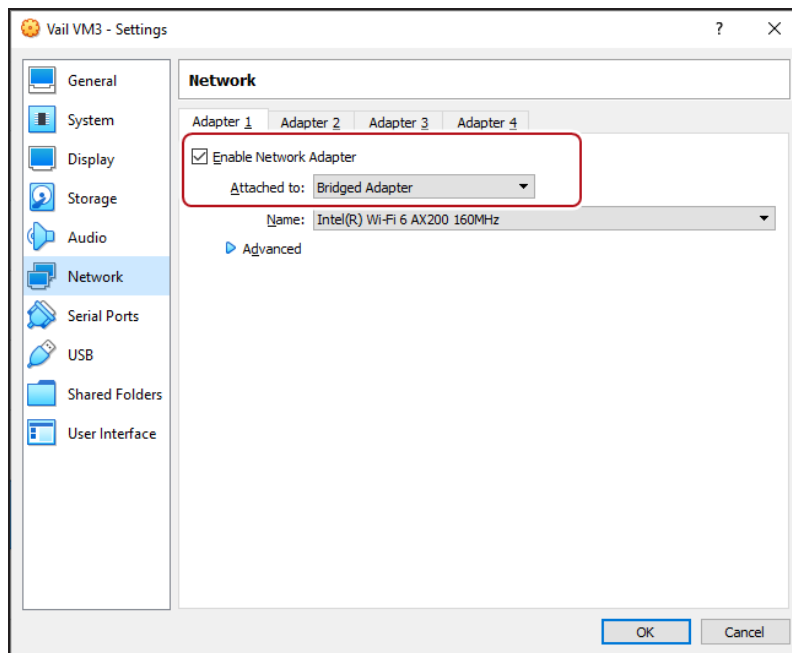 Vail VM3 - Settings
?
General
System
Display
Storage
Audio
Network
Serial Ports
USB
Shared Folders
User Interface
Network
Adapter 1 Adapter 2 Adapter 3 Adapter 4
Enable Network Adapter
Attached to: Bridged Adapter
Name: Intel(R) Wi-Fi 6 AX200 160MHz
Advanced
OK Cancel